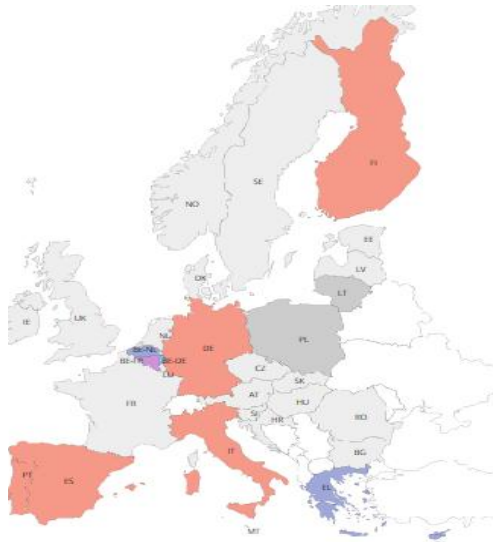 FI
NO
SE
EE
LV
DK
LT
IE
UK
NL
BE-NL
DE
PL
BE-FR
BE-DE
LU
CZ
SK
FR
AT
HU
SI
HR
RO
IT
BG
PT
ES
EL
MT